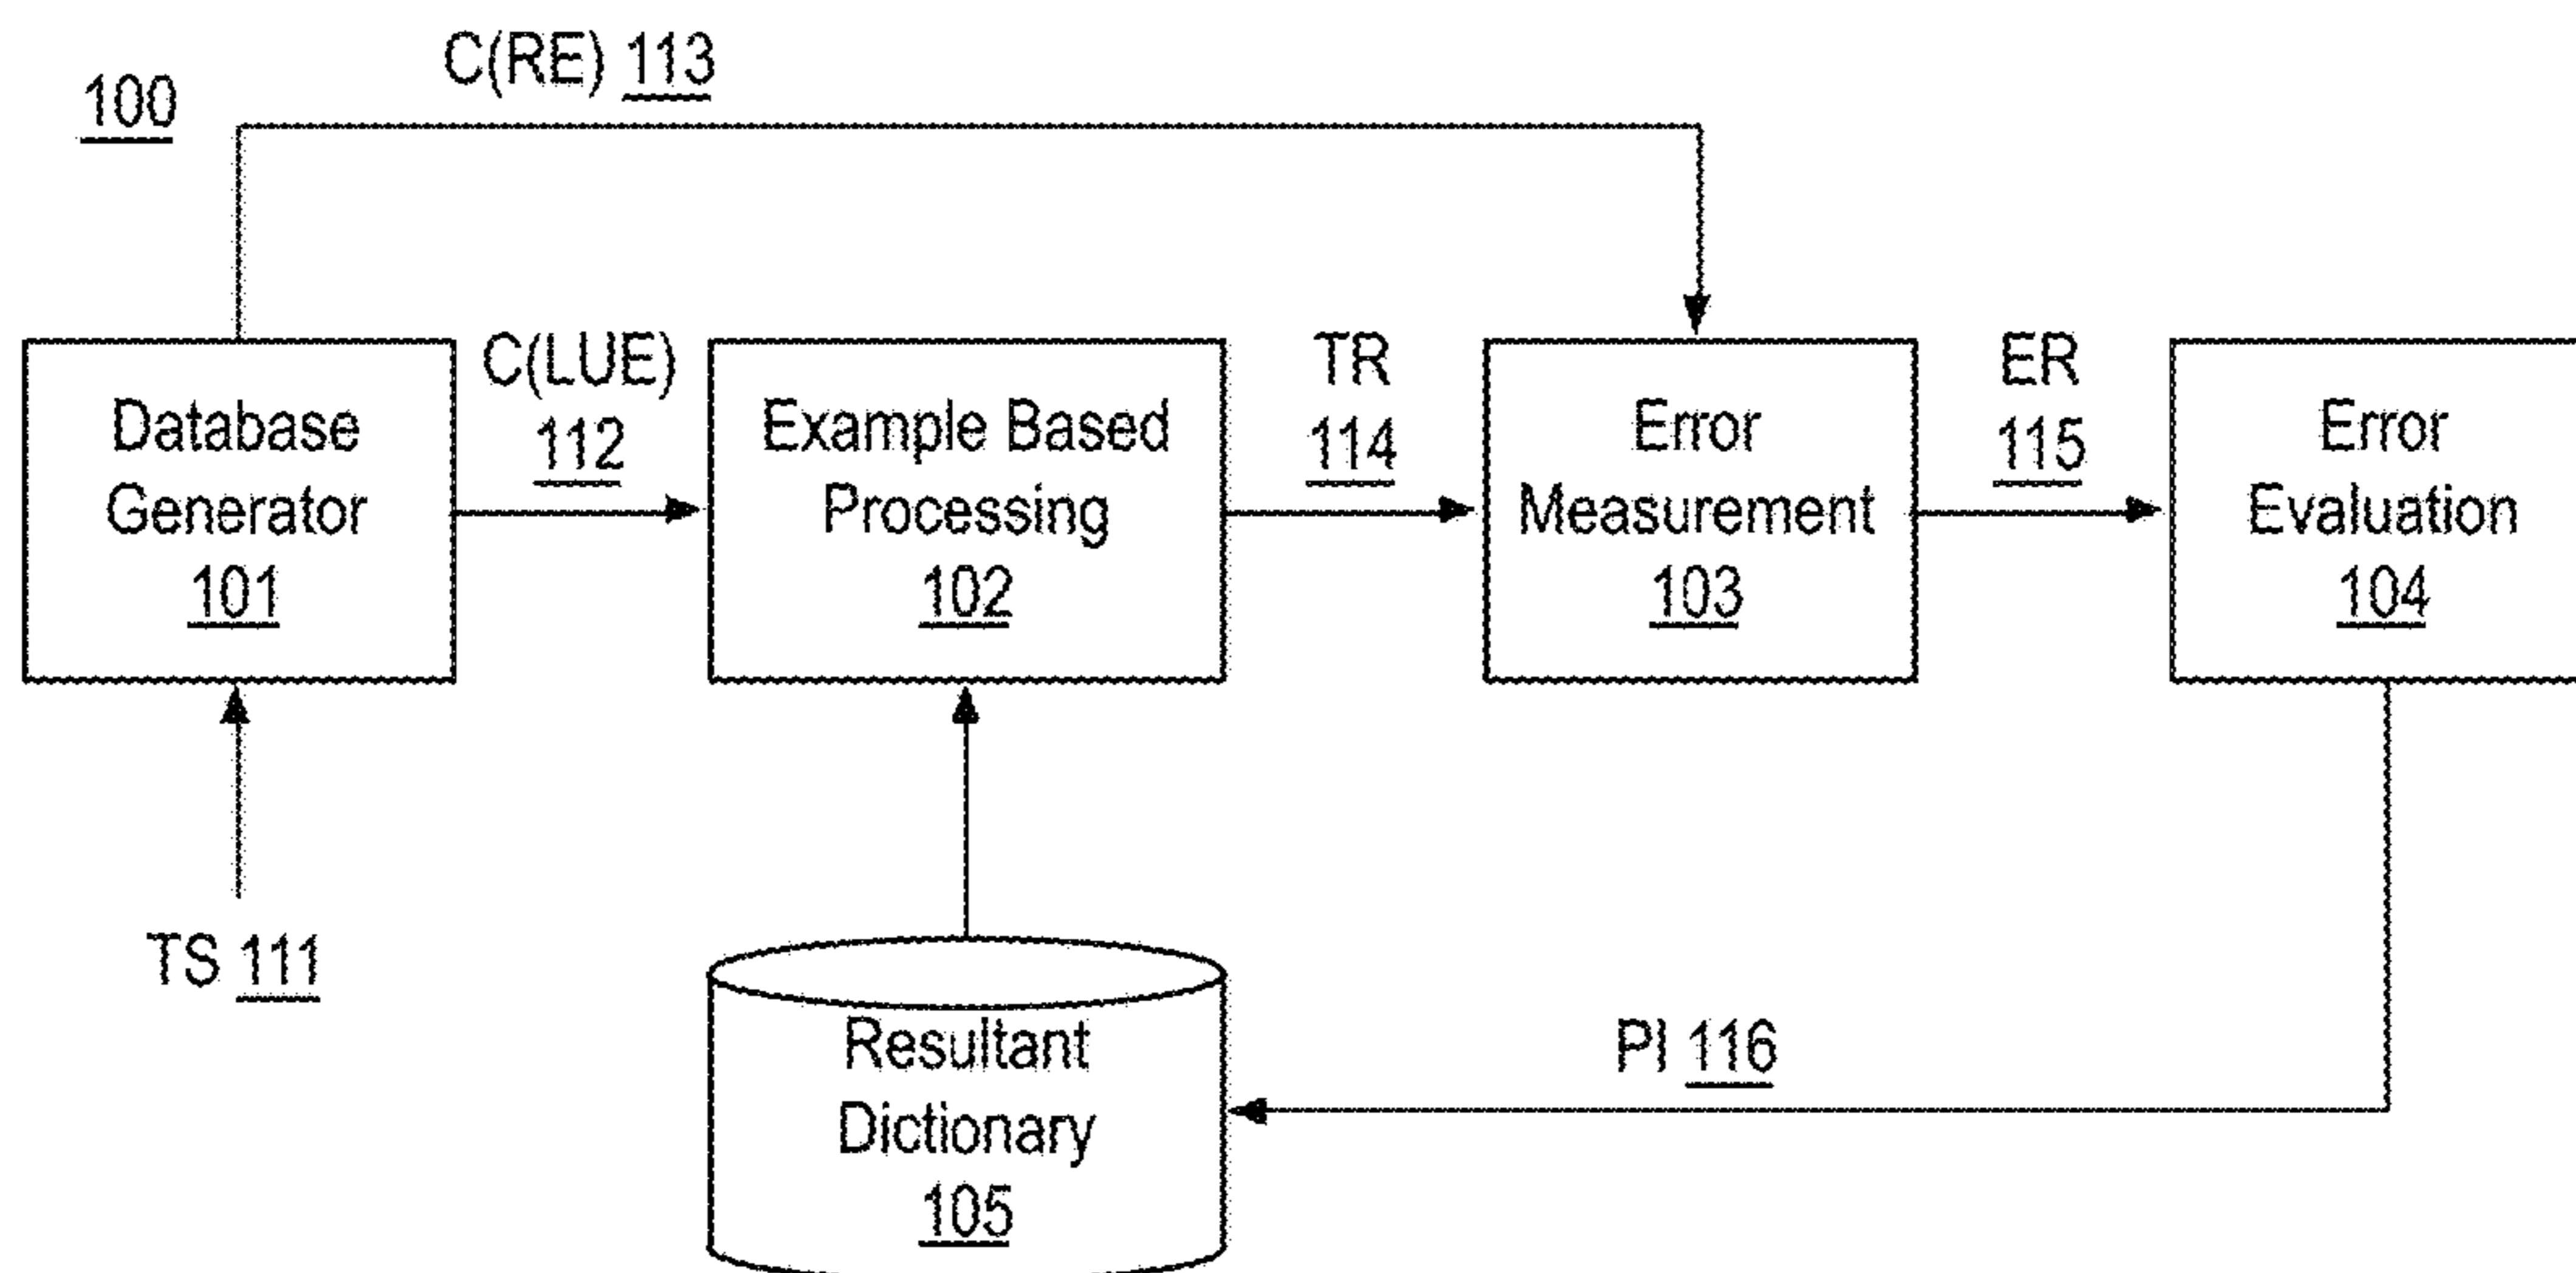 100
C(RE) 113
Database
Generator
101
C(LUE)
112
Example Based
Processing
102
TR
114
Error
Measurement
103
ER
115
Error
Evaluation
104
TS 111
Resultant
Dictionary
105
PI 116